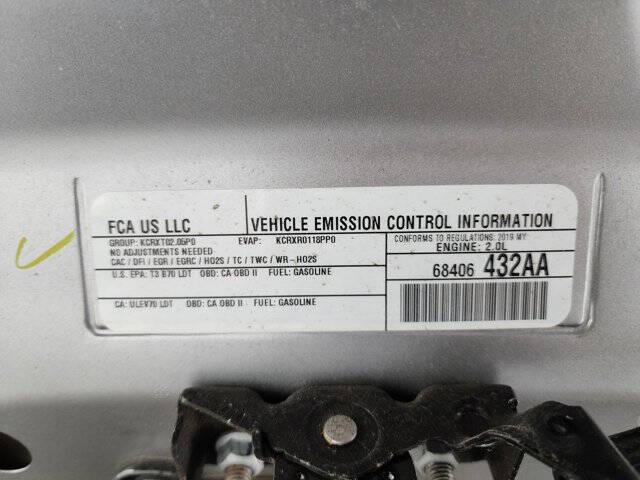 FCA US LLC
VEHICLE EMISSION CONTROL INFORMATION
GROUP: KCRXT02.05P0 EVAP: KCRXR0118PP0
NO ADJUSTMENTS NEEDED
CAC / DFI / EGR / EGRC / HO2S / TC / TWC / WR-HO2S
CONFORMS TO REGULATIONS: 2019 MY
ENGINE: 2.0L
U.S. EPA: T3 B70 LDT OBD: CA OBD II FUEL: GASOLINE
68406 432AA
CA: ULEV70 LDT OBD: CA OBD II FUEL: GASOLINE